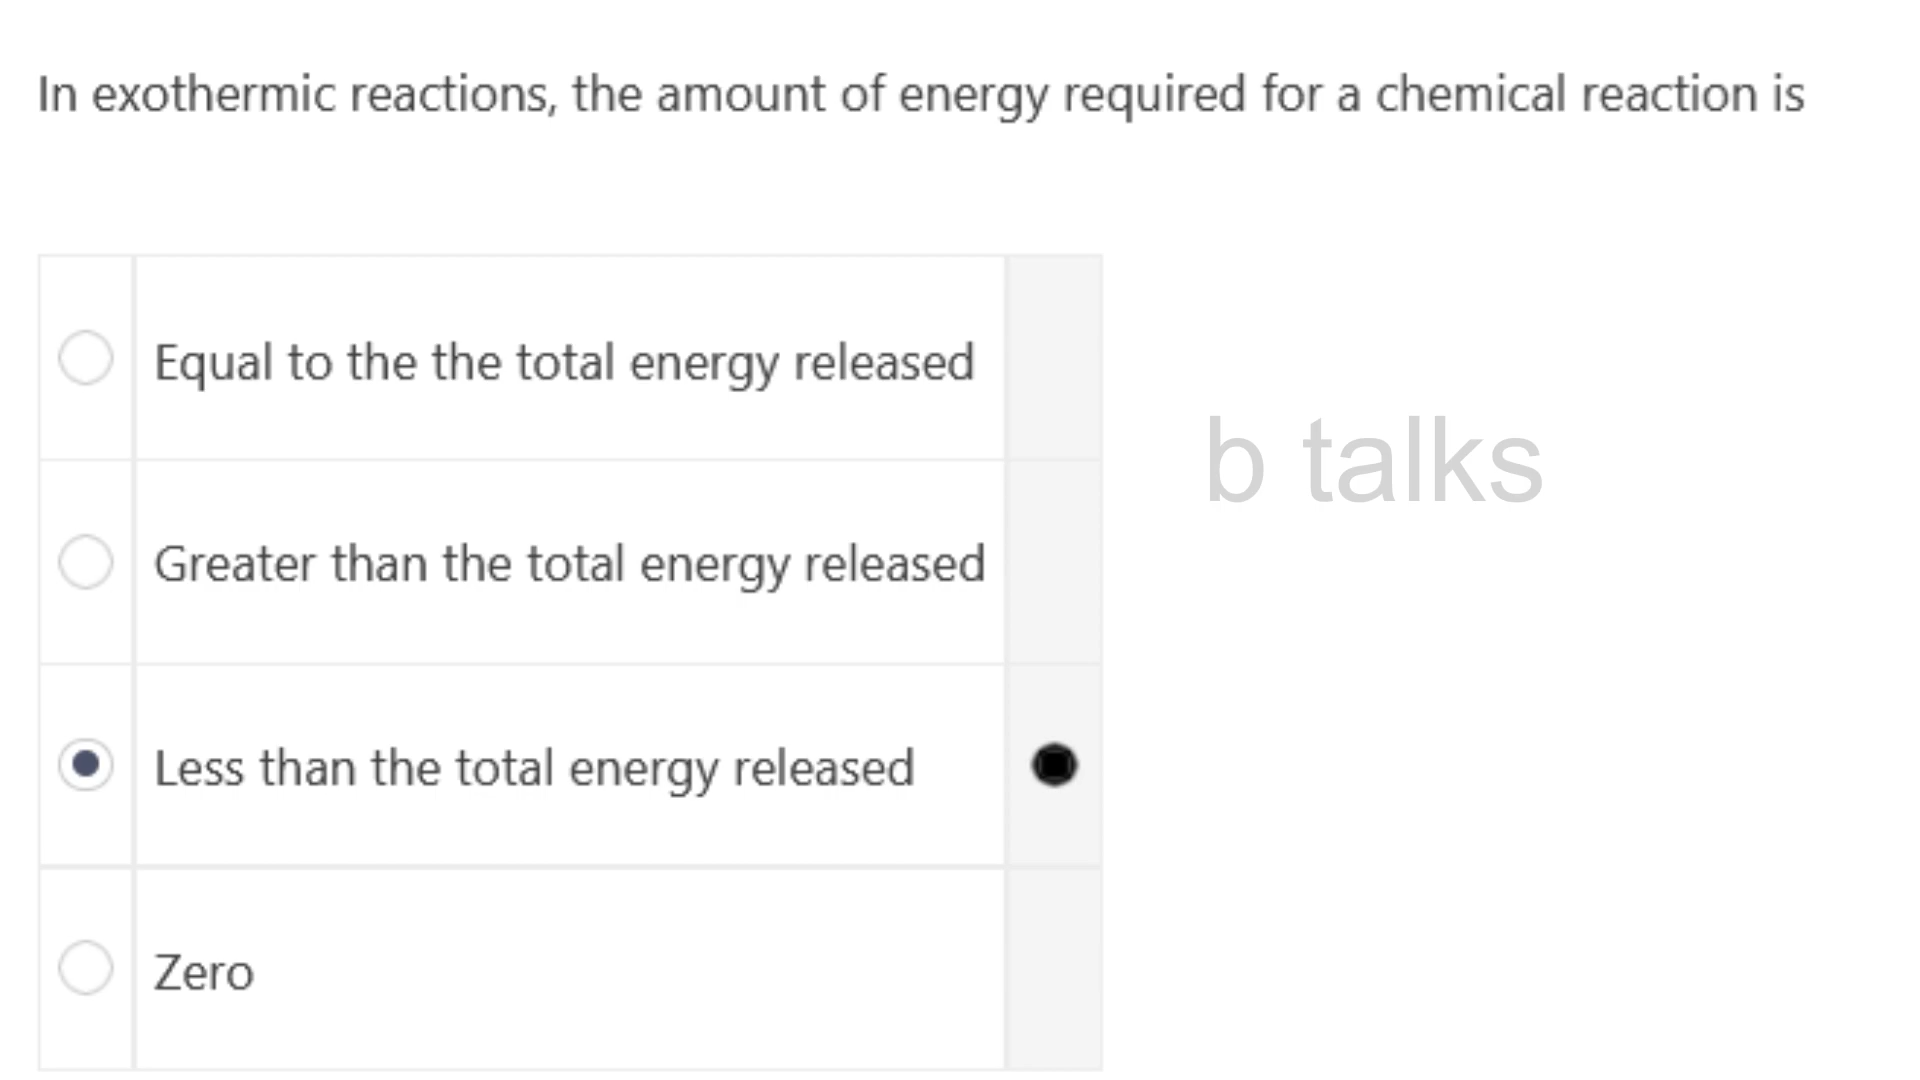 In exothermic reactions, the amount of energy required for a chemical reaction is
Equal to the the total energy released
b talks
Greater than the total energy released
Less than the total energy released
Zero